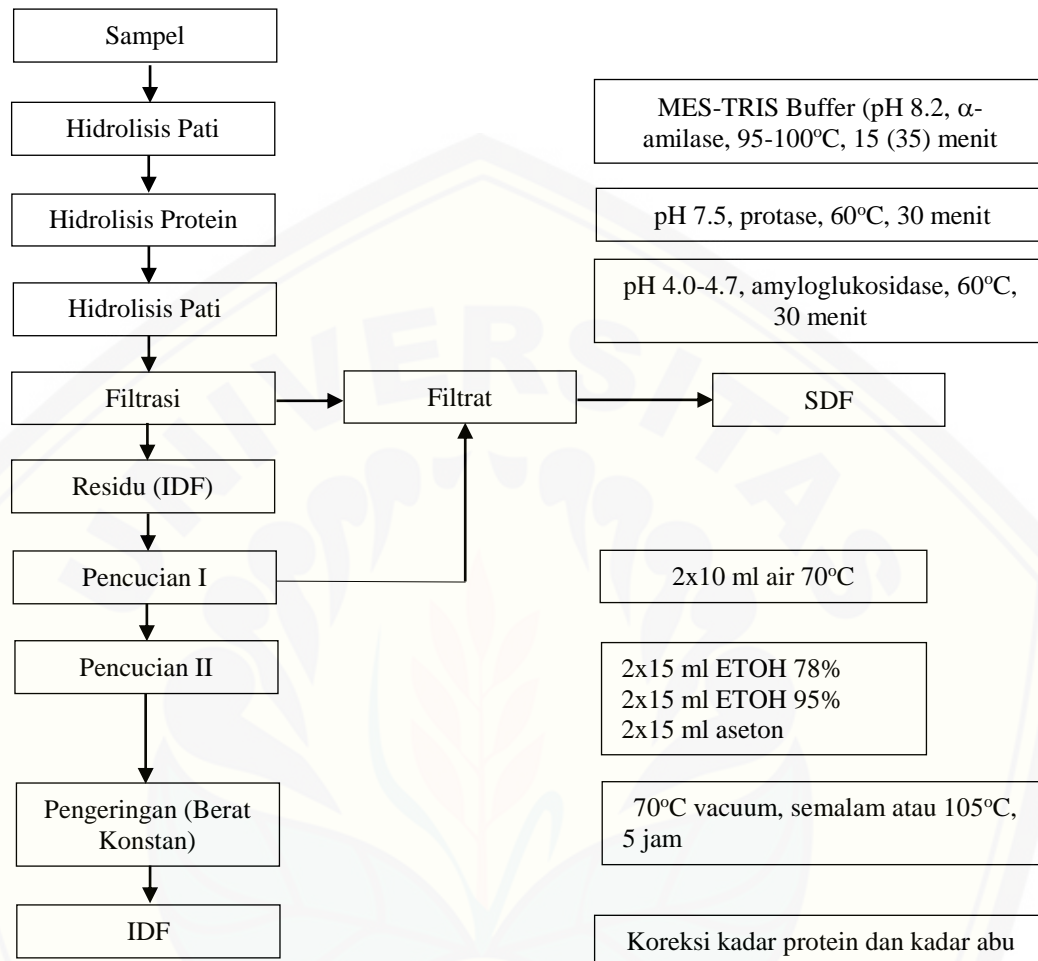 Sampel
Hidrolisis Pati
MES-TRIS Buffer (pH 8.2, α-
amilase, 95-100°C, 15 (35) menit
Hidrolisis Protein
pH 7.5, protase, 60°C, 30 menit
Hidrolisis Pati
pH 4.0-4.7, amyloglukosidase, 60°C,
30 menit
Filtrasi
Filtrat
SDF
Residu (IDF)
Pencucian I
2x10 ml air 70°C
Pencucian II
2x15 ml ETOH 78%
2x15 ml ETOH 95%
2x15 ml aseton
Pengeringan (Berat
Konstan)
70°C vacuum, semalam atau 105°C,
5 jam
IDF
Koreksi kadar protein dan kadar abu
UNIVERSITAS